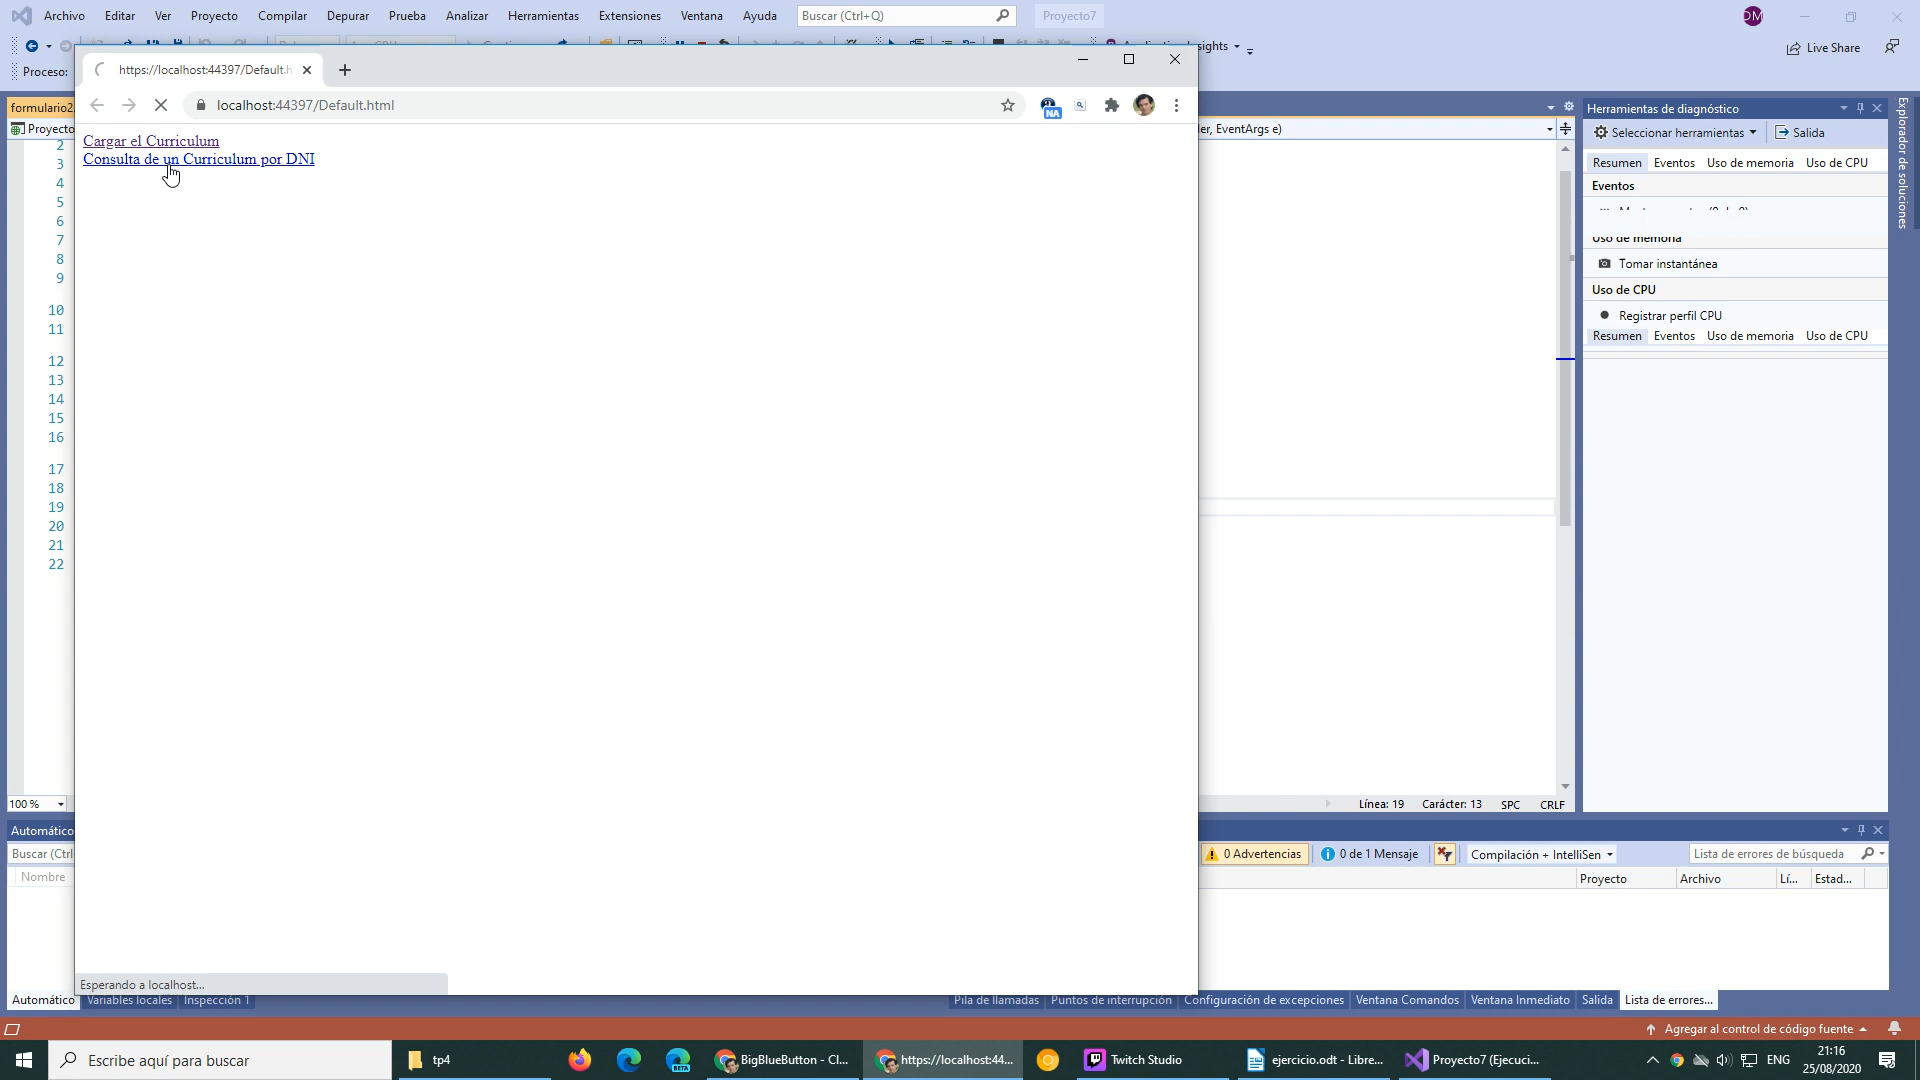 Archivo Editar Ver Proyecto Compilar Depurar Prueba Analizar Herramientas Extensiones Ventana Ayuda Buscar (Ctrl+Q) Proyecto7 DM
Live Share
Proceso:
https://localhost:44397/Default.h
localhost:44397/Default.html
NA
Cargar el Curriculum
Consulta de un Curriculum por DNI
formulario2
Proyecto
er, EventArgs e)
2
3
4
5
6
7
8
9
10
11
12
13
14
15
16
17
18
19
20
21
22
100 %
Línea: 19 Carácter: 13 SPC CRLF
Herramientas de diagnóstico
Seleccionar herramientas Salida
Resumen Eventos Uso de memoria Uso de CPU
Eventos
Uso de memoria
Tomar instantánea
Uso de CPU
Registrar perfil CPU
Resumen Eventos Uso de memoria Uso de CPU
Explorador de soluciones
Automático
Buscar (Ctrl
Nombre
0 Advertencias 0 de 1 Mensaje Compilación + IntelliSen Lista de errores de búsqueda
Proyecto Archivo Lí... Estad...
Esperando a localhost...
Automático Variables locales Inspección 1
Pila de llamadas Puntos de interrupción Configuración de excepciones Ventana Comandos Ventana Inmediato Salida Lista de errores...
Agregar al control de código fuente
Escribe aquí para buscar
tp4
BETA
BigBlueButton - Cl...
https://localhost:44...
Twitch Studio
ejercicio.odt - Libre...
Proyecto7 (Ejecuci...
ENG
21:16
25/08/2020